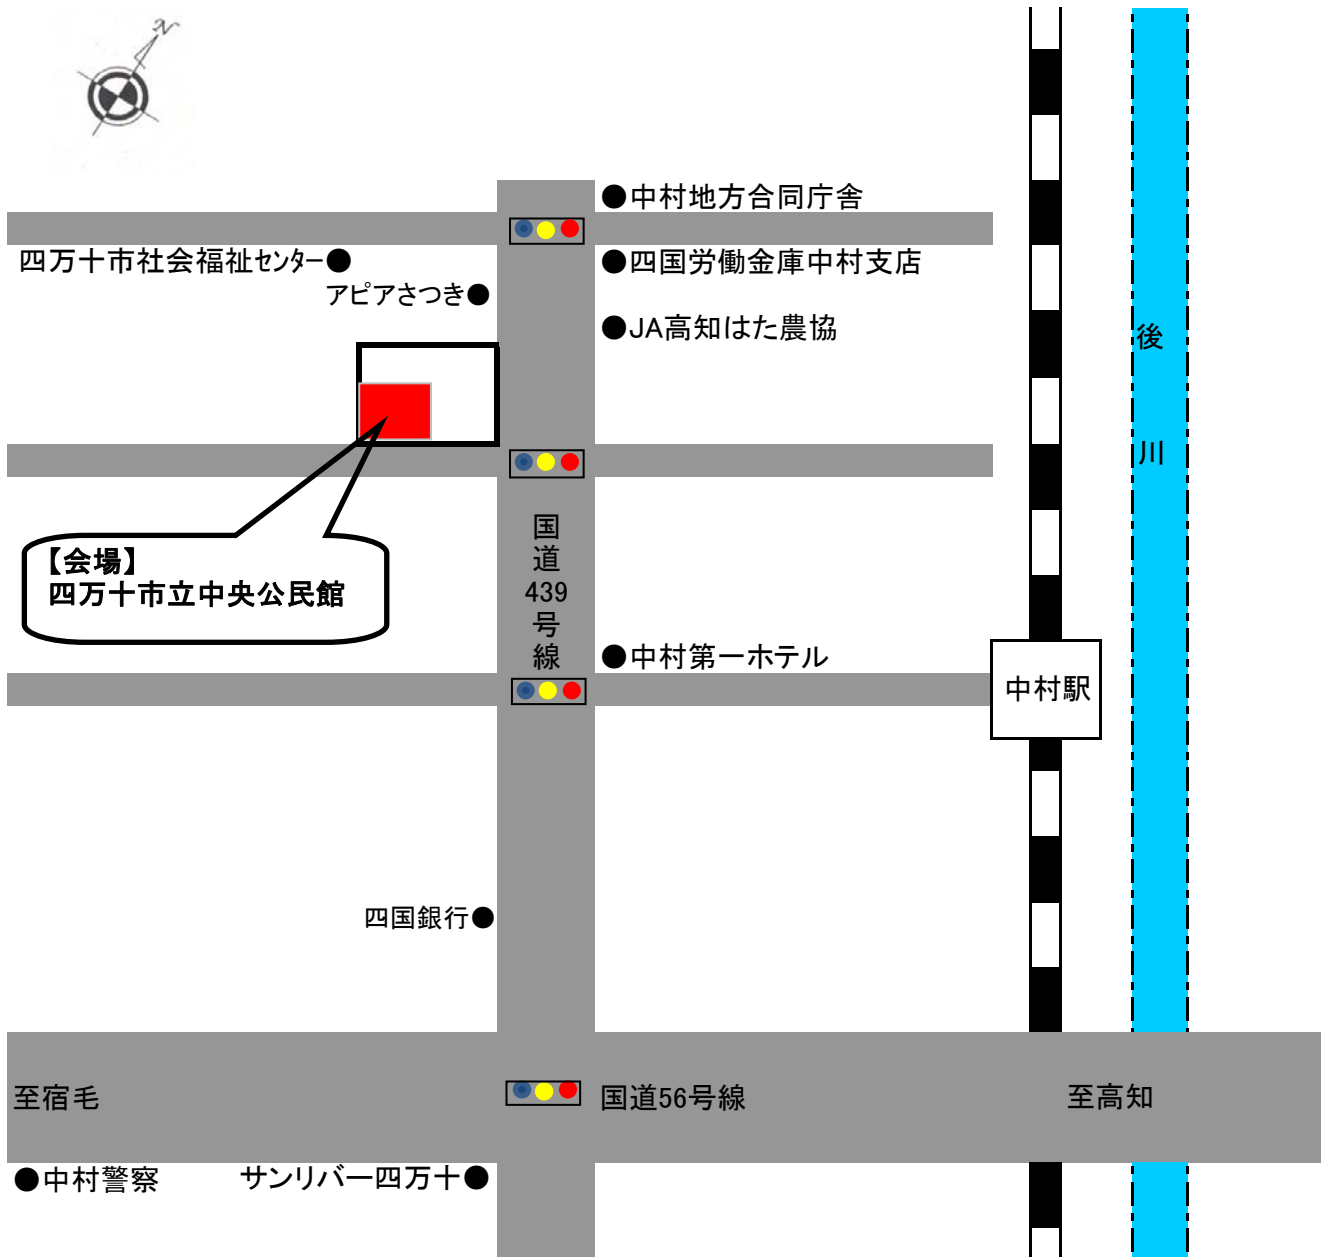 N
●中村地方合同庁舎
四万十市社会福祉センター●
●四国労働金庫中村支店
アピアさつき●
●JA高知はた農協
後川
【会場】
四万十市立中央公民館
国道439号線
●中村第一ホテル
中村駅
四国銀行●
至宿毛
国道56号線
至高知
●中村警察
サンリバー四万十●